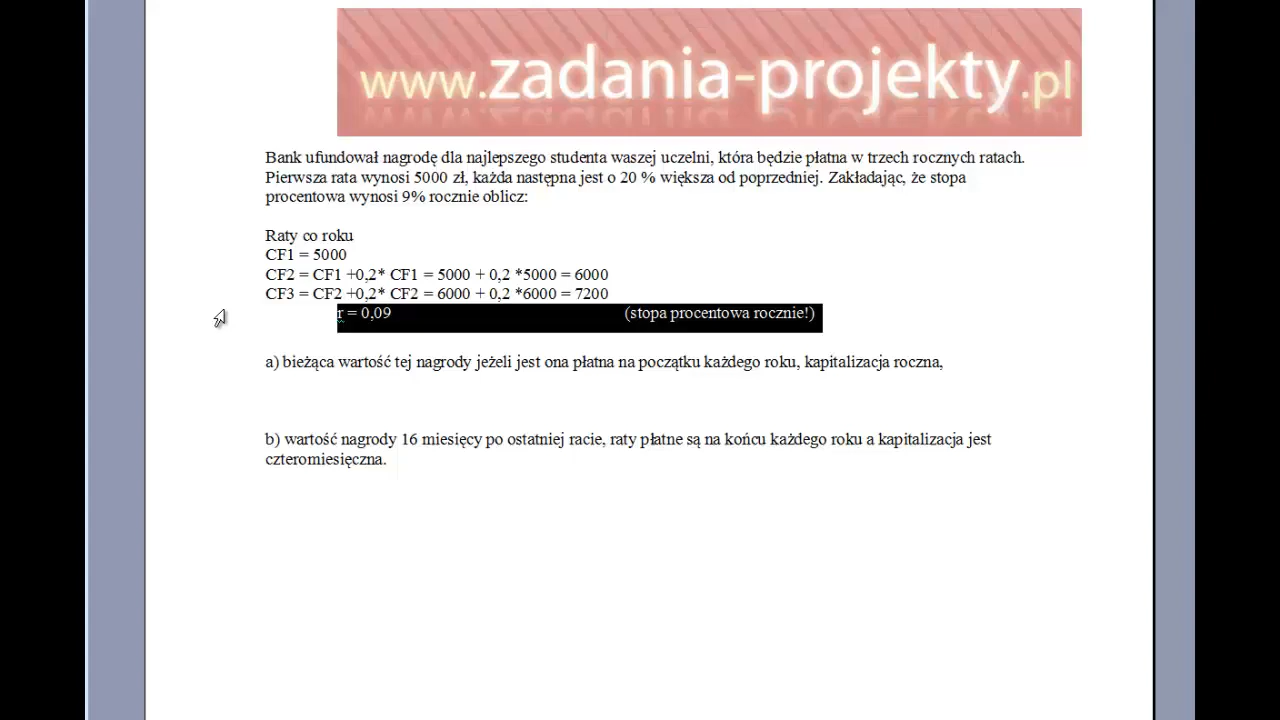 www.zadania-projekty.pl
Bank ufundował nagrodę dla najlepszego studenta waszej uczelni, która będzie płatna w trzech rocznych ratach.
Pierwsza rata wynosi 5000 zł, każda następna jest o 20 % większa od poprzedniej. Zakładając, że stopa
procentowa wynosi 9% rocznie oblicz:
Raty co roku
CF1 = 5000
CF2 = CF1 +0,2* CF1 = 5000 + 0,2 *5000 = 6000
CF3 = CF2 +0,2* CF2 = 6000 + 0,2 *6000 = 7200
r = 0,09 (stopa procentowa rocznie!)
a) bieżąca wartość tej nagrody jeżeli jest ona płatna na początku każdego roku, kapitalizacja roczna,
b) wartość nagrody 16 miesięcy po ostatniej racie, raty płatne są na końcu każdego roku a kapitalizacja jest
czteromiesięczna.